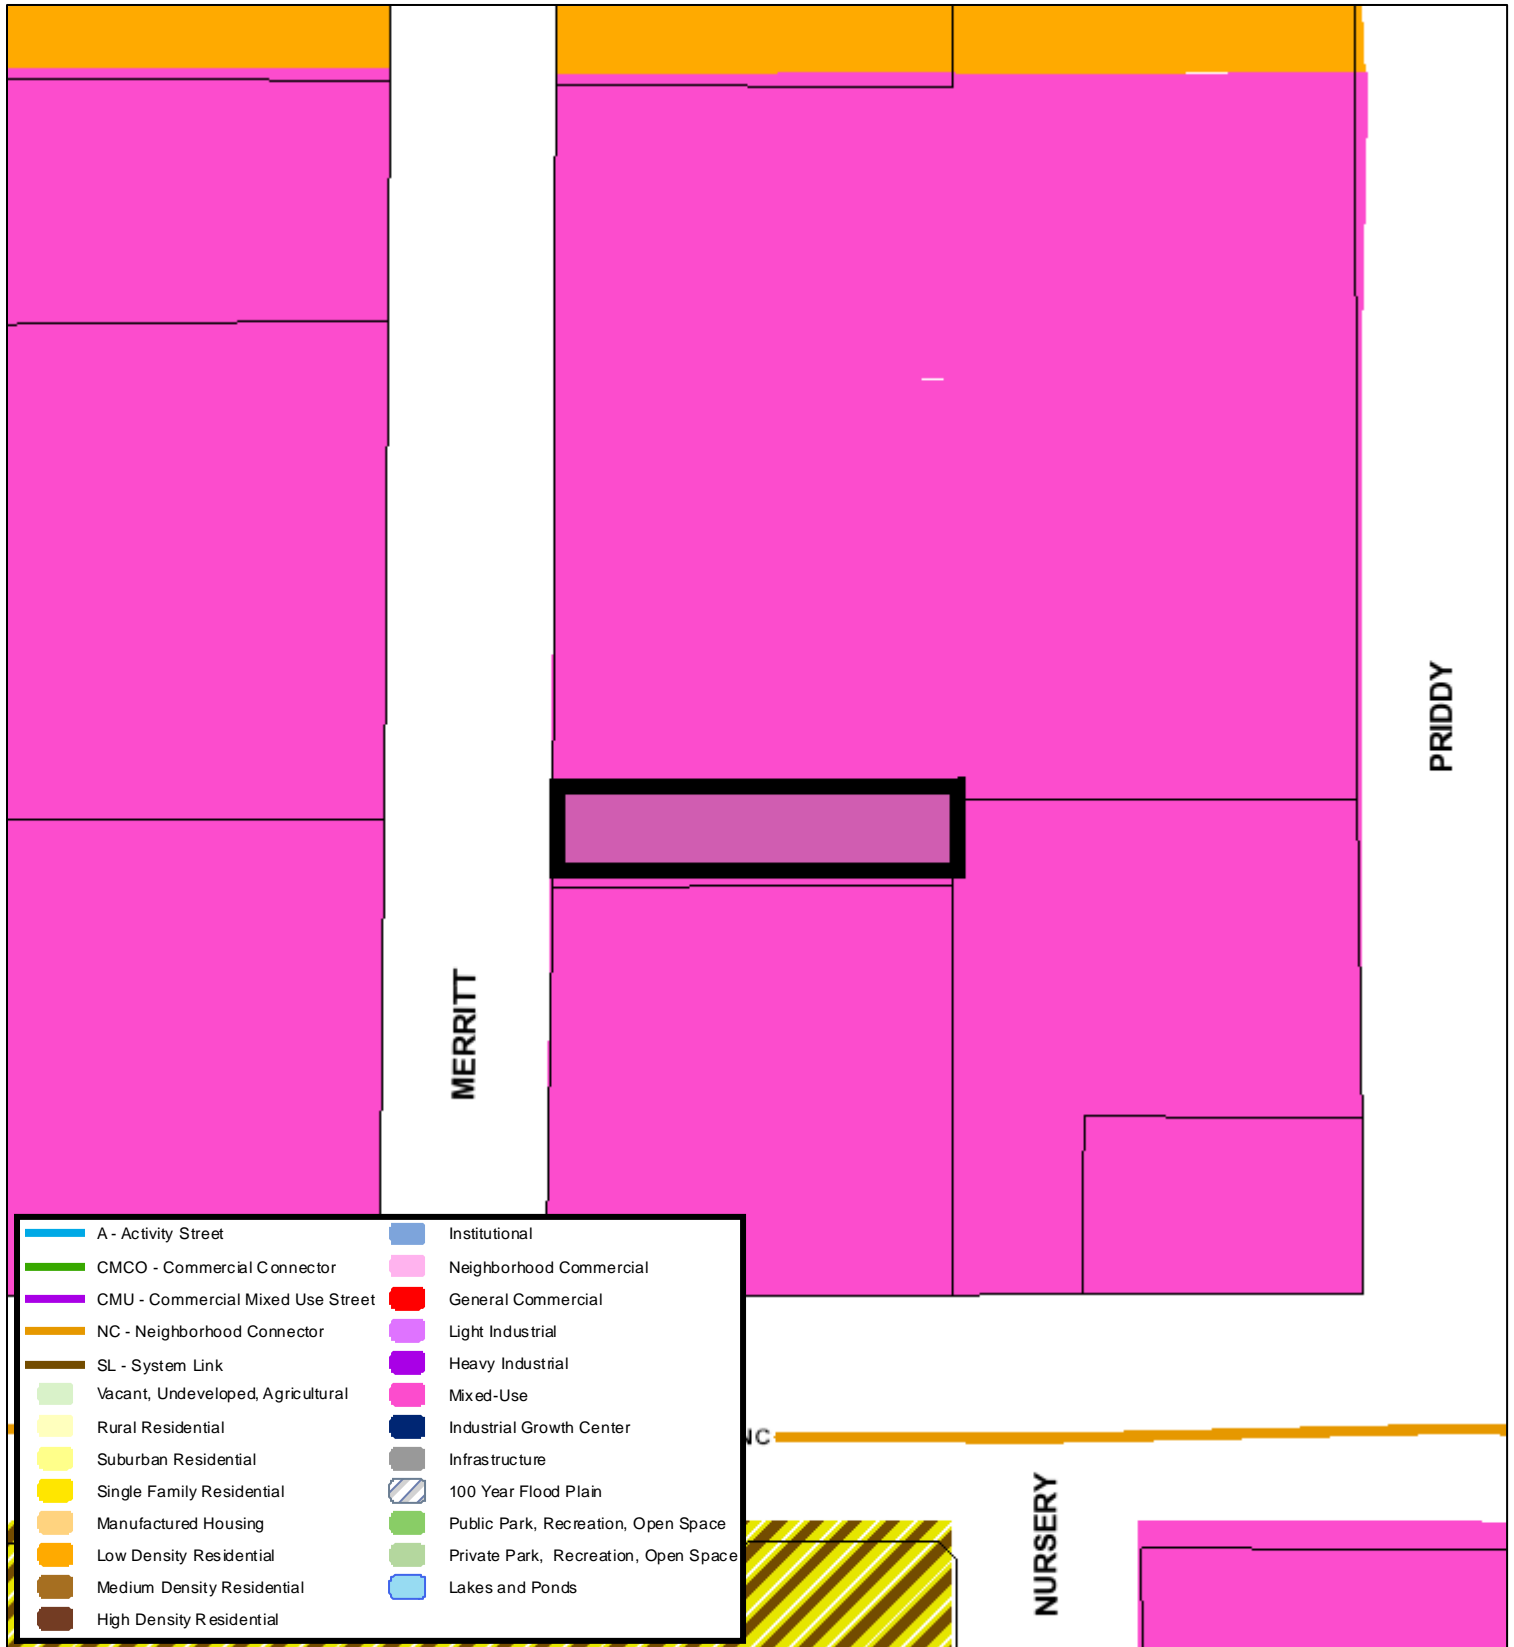 PRIDDY
MERRITT
A - Activity Street
CMCO - Commercial Connector
CMU - Commercial Mixed Use Street
NC - Neighborhood Connector
SL - System Link
Vacant, Undeveloped, Agricultural
Rural Residential
Suburban Residential
Single Family Residential
Manufactured Housing
Low Density Residential
Medium Density Residential
High Density Residential
Institutional
Neighborhood Commercial
General Commercial
Light Industrial
Heavy Industrial
Mixed-Use
Industrial Growth Center
Infrastructure
100 Year Flood Plain
Public Park, Recreation, Open Space
Private Park, Recreation, Open Space
Lakes and Ponds
NC
NURSERY